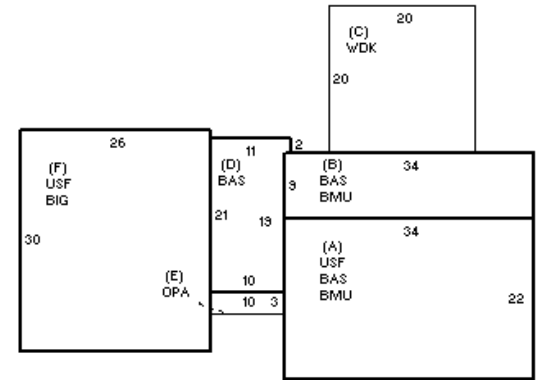 20
(C)
WDK
20
26
11
2
(F)
USF
BIG
(D)
BAS
(B)
BAS
BMU
34
9
21
19
34
30
(A)
USF
BAS
BMU
(E)
OPA
10
10 3
22